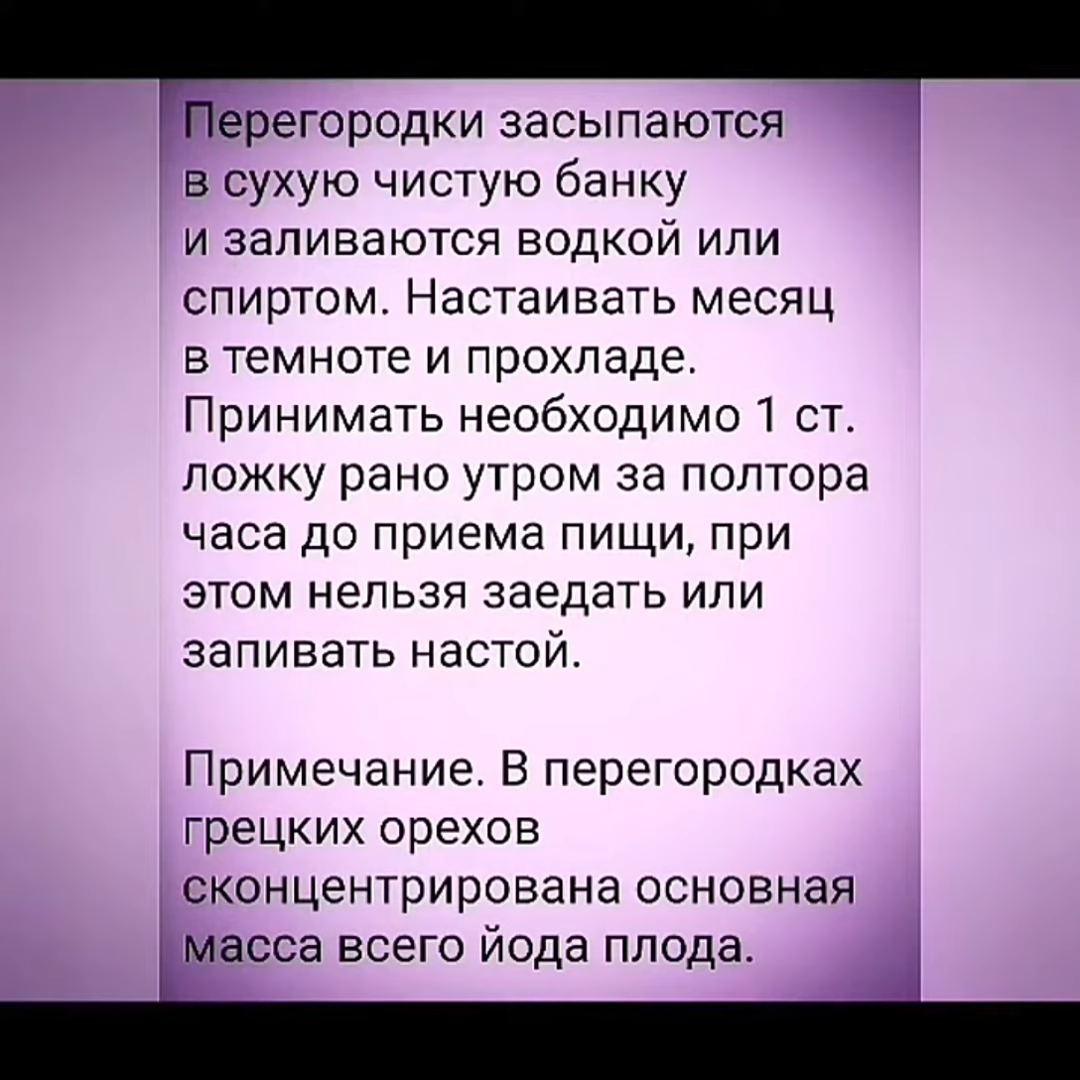 Перегородки засыпаются
в сухую чистую банку
и заливаются водкой или
спиртом. Настаивать месяц
в темноте и прохладе.
Принимать необходимо 1 ст.
ложку рано утром за полтора
часа до приема пищи, при
этом нельзя заедать или
запивать настой.

Примечание. В перегородках
грецких орехов
сконцентрирована основная
масса всего йода плода.